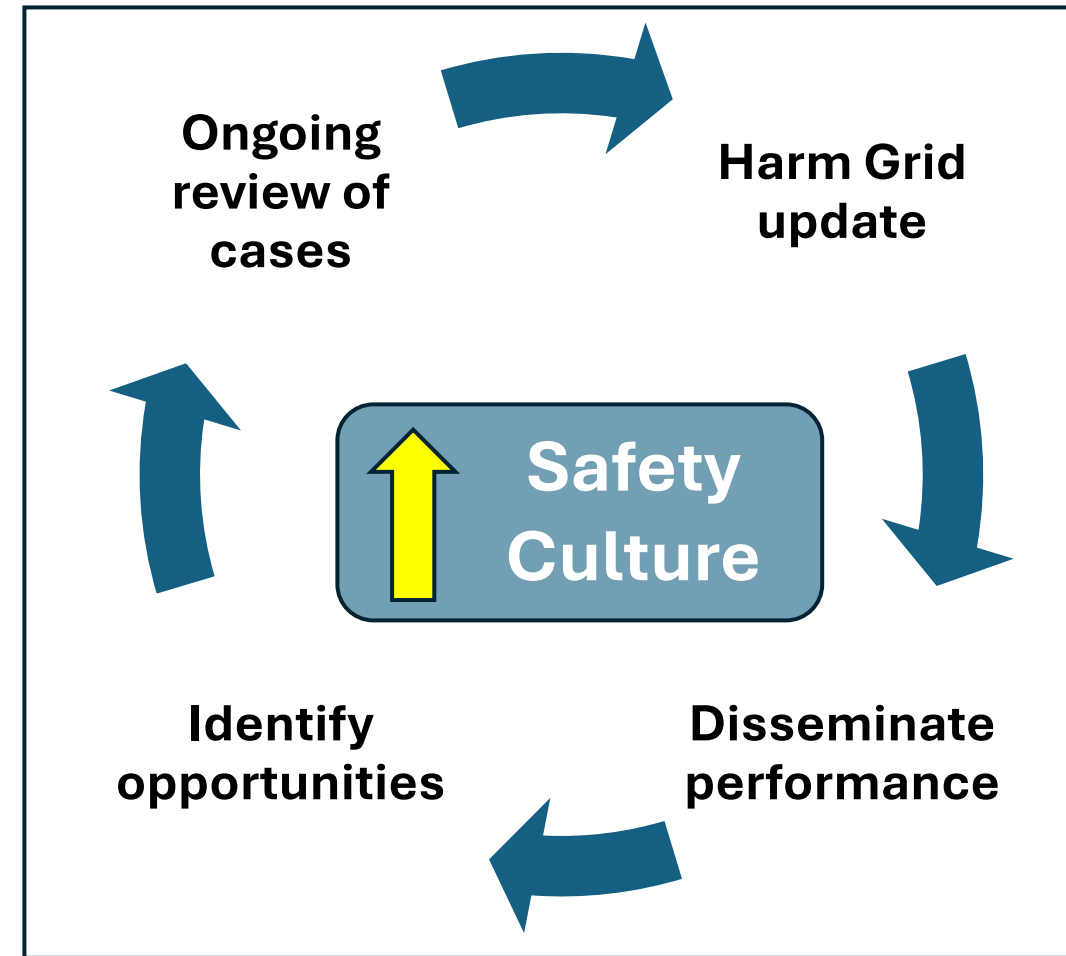 Ongoing
review of
cases
Harm Grid
update
Safety
Culture
Identify
opportunities
Disseminate
performance